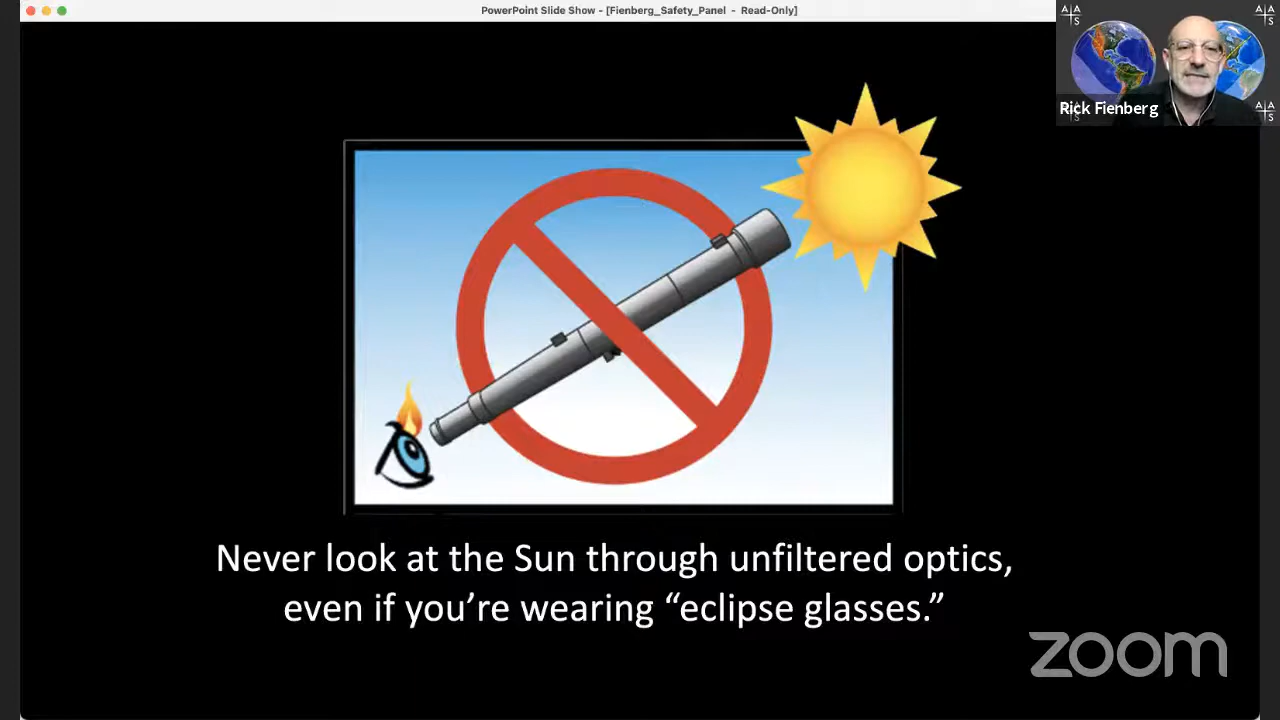 PowerPoint Slide Show - [Fienberg_Safety_Panel - Read-Only]
A A
S
A A
S
Rick Fienberg
A A
S
Never look at the Sun through unfiltered optics,
even if you’re wearing “eclipse glasses.”
zoom